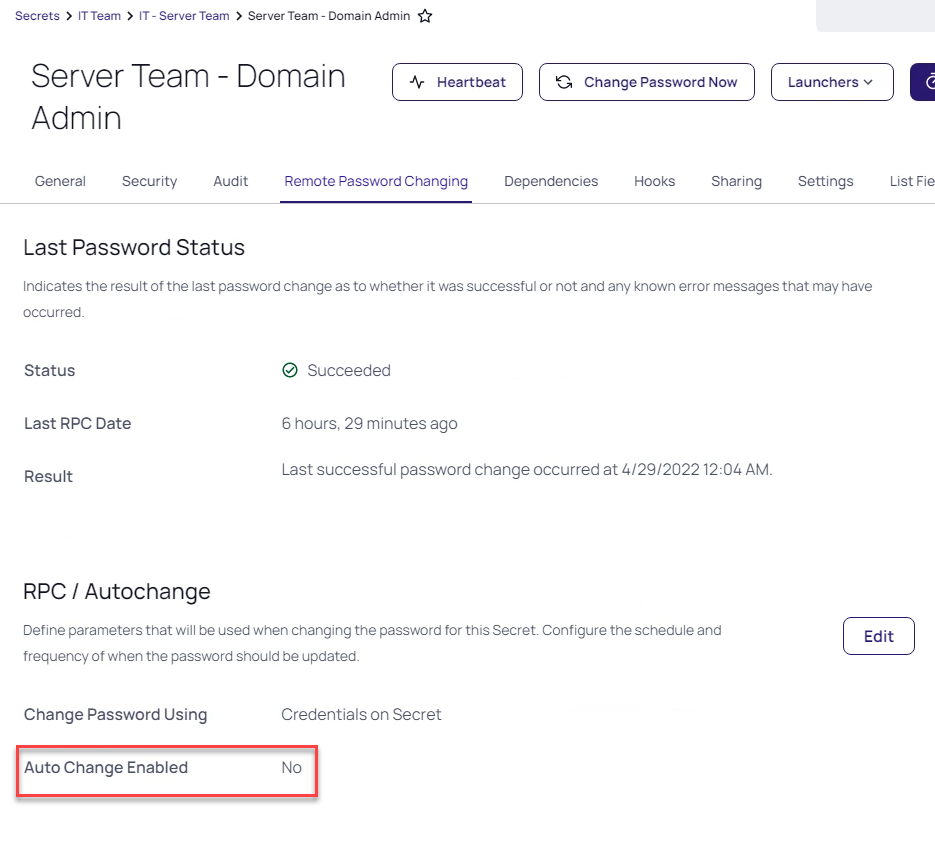 Secrets > IT Team > IT - Server Team > Server Team - Domain Admin
Server Team - Domain
Admin
Heartbeat
Change Password Now
Launchers
General Security Audit Remote Password Changing Dependencies Hooks Sharing Settings List Fie
Last Password Status
Indicates the result of the last password change as to whether it was successful or not and any known error messages that may have
occurred.
Status Succeeded
Last RPC Date 6 hours, 29 minutes ago
Result Last successful password change occurred at 4/29/2022 12:04 AM.
RPC / Autochange
Define parameters that will be used when changing the password for this Secret. Configure the schedule and
frequency of when the password should be updated.
Edit
Change Password Using Credentials on Secret
Auto Change Enabled No